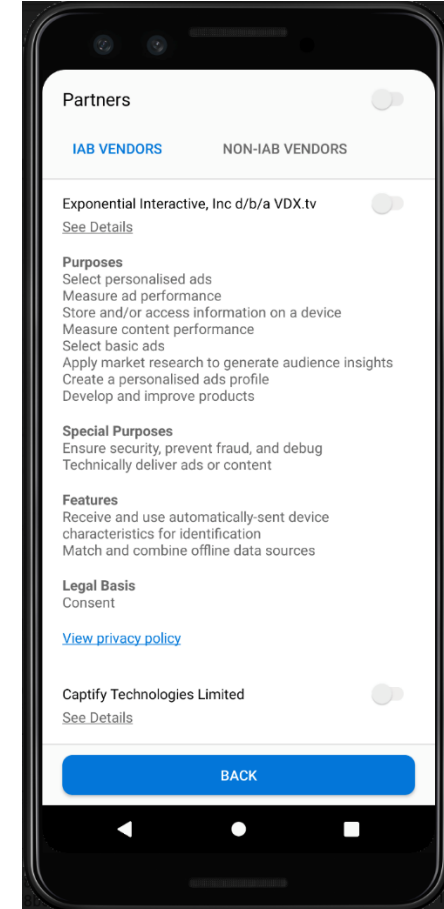 Partners
IAB VENDORS NON-IAB VENDORS
Exponential Interactive, Inc d/b/a VDX.tv
See Details
Purposes
Select personalised ads
Measure ad performance
Store and/or access information on a device
Measure content performance
Select basic ads
Apply market research to generate audience insights
Create a personalised ads profile
Develop and improve products
Special Purposes
Ensure security, prevent fraud, and debug
Technically deliver ads or content
Features
Receive and use automatically-sent device
characteristics for identification
Match and combine offline data sources
Legal Basis
Consent
View privacy policy
Captify Technologies Limited
See Details
BACK